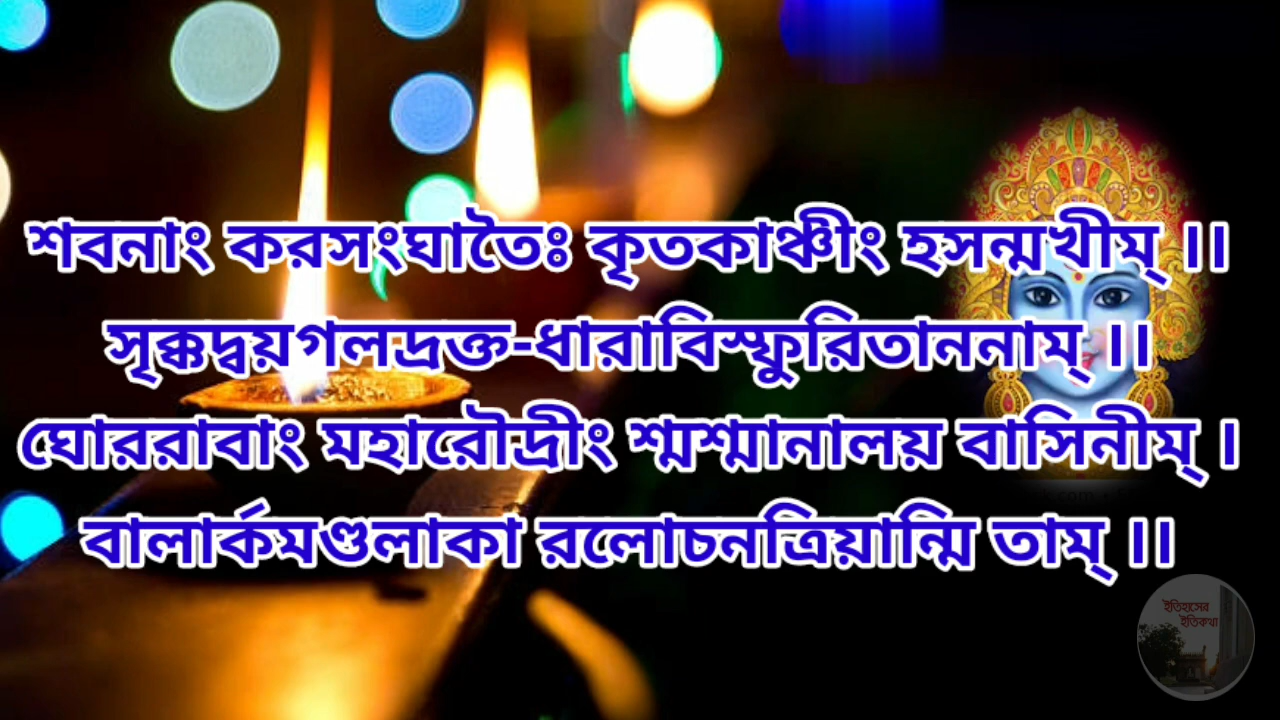 শবনাং করসংঘাতৈঃ কৃতকাঞ্চীং হসন্মখীম্ ।।
সৃক্কদ্বয়গলদ্রক্ত-ধারাবিস্ফুরিতাননাম্ ।।
ঘোররাবাং মহারৌদ্রীং শ্মশ্মানালয় বাসিনীম্ ।
বালার্কমণ্ডলাকা রলোচনত্রিয়ান্মি তাম্ ।।
ইতিহাসের
ইতিকথা